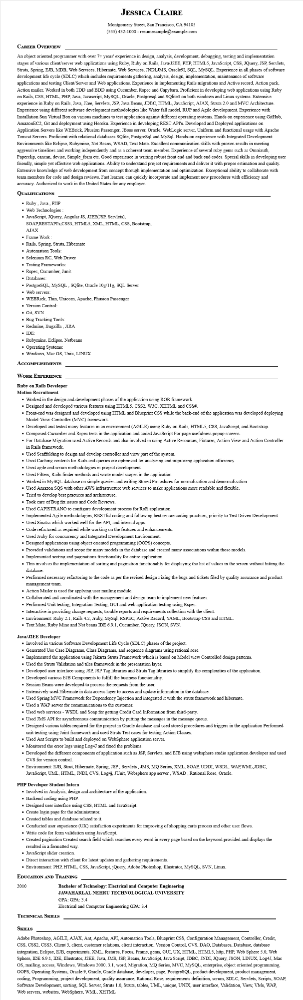 Jessica Claire
Montgomery Street, San Francisco, CA 94105
(555) 432-1000 - resumesample@example.com
Career Overview
An object oriented programmer with over 7+ years' experience in design, analysis, development, debugging, testing and implementation
stages of various client/server web applications using Ruby, Ruby on Rails, Java/J2EE, PHP, HTML5, JavaScript, CSS, JQuery, JSP, Servlets,
Struts, Spring, EJB, MDB, Web Services, Hibernate, Web Services, JNDI,JMS, Oracle9I, SQL, MySQL. Experience in all phases of software
development life cycle (SDLC) which includes requirements gathering, analysis, design, implementation, maintenance of software
applications and testing Client/Server and Web applications. Experience in implementing Rails migrations and Active record, Action pack,
Action mailer. Worked in both TDD and BDD using Cucumber, Rspec and Capybara. Proficient in developing web applications using Ruby
on Rails, CSS, HTML, PHP, Java, Javascript, MySQL, Oracle, Postgresql and SQlite3 on both windows and Linux systems. Extensive
experience in Ruby on Rails, Java, J2ee, Servlets, JSP, Java Beans, JDBC, HTML, JavaScript, AJAX, Struts 2.0 and MVC Architecture.
Experience using different software development methodologies like Water fall model, RUP and Agile development. Experience with
Installation Sun Virtual Box on various machines to test application against different operating systems. Hands on experience using GitHub,
AmazonEC2, Git and deployment using Heroku. Experience in developing REST API's. Developed and Deployed applications on
Application Servers like WEBrick, Phusion Passenger, JBoss server, Oracle, WebLogic server, Uniform and functional usage with Apache
Tomcat Servers. Proficient with relational databases SQlite, PostgreSql and MySql. Hands-on experience with Integrated Development
Environments like Eclipse, Rubymine, Net Beans, WSAD, Text Mate. Excellent communication skills with proven results in meeting
aggressive timelines and working independently and as a coherent team member. Experience of several ruby gems such as Omniauth,
Paperclip, cancan, devise, Simple_form etc. Good experience in writing robust front end and back end codes. Special skills in developing user
friendly, simple yet effective web applications. Ability to understand project requirements and deliver it with proper estimation and quality.
Extensive knowledge of web development from concept through implementation and optimization. Exceptional ability to collaborate with
team members for code and design reviews. Fast learner, can quickly incorporate and implement new procedures with efficiency and
accuracy. Authorized to work in the United States for any employer.
Qualifications
• Ruby , Java , PHP
• Web Technologies :
• JavaScript, JQuery, Angular JS, J2EE(JSP, Servlets),
SOAP,RESTAPI's,CSS3, HTML5, XML, HTML, CSS, Bootstrap,
AJAX
• Frame Work :
• Rails, Spring, Struts, Hibernate
• Automation Tools:
• Selenium RC, Web Driver
• Testing Frameworks:
• Rspec, Cucumber, Junit
• Databases:
• PostgreSQL, MySQL , SQlite, Oracle 10g/11g, SQL Server
• Web servers:
• WEBRick, Thin, Unicorn, Apache, Phusion Passenger
• Version Control:
• Git, SVN
• Bug Tracking Tools:
• Redmine, Bugzilla , JIRA
• IDE:
• Rubymine, Eclipse, Netbeans
• Operating Systems:
• Windows, Mac OS, Unix, LINUX
Accomplishments
Work Experience
Ruby on Rails Developer
Motion Recruitment
• Worked in the design and development phases of the application using ROR framework.
• Designed and developed various features using HTML5, CSS2, W3C, XHTML and CSS#.
• Front-end was designed and developed using HTML and Blueprint CSS while the back-end of the application was developed deploying
Model-View-Controller (MVC) framework.
• Developed and tested many features in an environment (AGILE) using Ruby on Rails, HTML5, CSS, JavaScript, and Bootstrap.
• Composed Cucumber and Rspec tests in the application and coded JavaScript For page usefulness popup screens.
• For Database Migration used Active Records and also involved in using Active Resources, Fixtures, Action View and Action Controller
in Rails framework.
• Used Scaffolding to design and develop controller and view part of the system.
• Used Caching contents for Rails and queries are optimized for analyzing and improving application efficiency.
• Used agile and scrum methodologies in project development.
• Used Filters, Rails finder methods and wrote model scopes in the application.
• Worked in MySQL database on simple queries and writing Stored Procedures for normalization and denormalization.
• Used Amazon SQS with other AWS infrastructure web services to make applications more readable and flexible.
• Tried to develop best practices and architecture.
• Took care of Bug fix issues and Code Reviews.
• Used CAPISTRANO to configure development process for RoR application.
• Implemented Agile methodologies, RESTful coding and following best secure coding practices, priority to Test Driven Development.
• Used Sinatra which worked well for the API, and internal apps.
• Code refactored as required while working on the features and enhancements.
• Used Jruby for concurrency and Integrated Development Environment.
• Designed applications using object oriented programming (OOPS) concepts.
• Provided validations and scope for many models in the database and created many associations within those models.
• Implemented sorting and paginations functionality for entire application.
• This involves the implementation of sorting and pagination functionality for displaying the list of values in the screen without hitting the
database.
• Performed necessary refactoring to the code as per the revised design Fixing the bugs and tickets filed by quality assurance and product
management team.
• Action Mailer is used for applying user mailing module.
• Collaborated and coordinated with the management and design team to implement new features.
• Performed Unit testing, Integration Testing, GUI and web application testing using Rspec.
• Interactive in providing change requests, trouble reports and requirements collection with the client.
• Environment: Ruby 2.1, Rails 4.2, Jruby, MySql, RSPEC, Active Record, YAML, Bootstrap CSS and HTML.
• Text Mate, Ruby Mine and Net beans IDE 6.9.1, Cucumber, JQuery, JSON, SVN.
Java/J2EE Developer
• Involved in various Software Development Life Cycle (SDLC) phases of the project.
• Generated Use Case Diagrams, Class Diagrams, and sequence diagrams using rational rose.
• Implemented the application using Jakarta Struts Framework which is based on Model view Controlled design patterns.
• Used the Struts Validation and tiles framework in the presentation layer.
• Developed user interface using JSP, JSP Tag libraries and Struts Tag libraries to simplify the complexities of the application.
• Developed various EJB Components to fulfill the business functionality.
• Session Beans were developed to process the requests from the user.
• Extensively used Hibernate in data access layer to access and update information in the database.
• Used Spring MVC Framework for Dependency Injection and integrated it with the struts framework and hibernate.
• Used a WAP server for communications to the customer.
• Used web services - WSDL and Soap for getting Credit Card Information from third-party.
• Used JMS API for asynchronous communication by putting the messages in the message queue.
• Designed various tables required for the project in Oracle database and used stored procedures and triggers in the application Performed
unit testing using Joint framework and used Struts Test cases for testing Action Classes.
• Used Ant Scripts to build and deployed on WebSphere application server.
• Monitored the error logs using Log4J and fixed the problems.
• Developed the different components of application such as JSP, Servlets, and EJB using websphere studio application developer and used
CVS for version control.
• Environment: EJB, Strut, Hibernate, Spring, JSP , Servlets , JMS, MQ Series, XML, SOAP, UDDI, WSDL, WAP,WML,JDBC,
JavaScript, UML, HTML, JNDI, CVS, Log4j, JUnit, Websphere app server , WSAD , Rational Rose, Oracle.
PHP Developer Student Intern
• Involved in Analysis, design and architecture of the application.
• Backend coding using PHP.
• Designed user interface using CSS, HTML and JavaScript.
• Create login page for the administrator.
• Created tables and database related to it.
• Conducted user experience (UX) satisfaction experiments for improving of shopping carts process and other user flows.
• Write code for form validation using JavaScript.
• Created pagination Created search field which searches every word in every page based on the keyword provided and displays the
resulted in a formatted way.
• JavaScript slider creation.
• Direct interaction with client for latest updates and gathering requirements.
• Environment: PHP, HTML, CSS, JavaScript, jQuery, Adobe Photoshop, Illustrator, MySQL, SVN, Linux.
Education and Training
2010 Bachelor of Technology: Electrical and Computer Engineering
JAWAHARLAL NEHRU TECHNOLOGICAL UNIVERSITY
GPA: GPA: 3.4
Electrical and Computer Engineering GPA: 3.4
Technical Skills
Skills
Adobe Photoshop, AGILE, AJAX, Ant, Apache, API, Automation Tools, Blueprint CSS, Configuration Management, Controller, Credit,
CSS, CSS2, CSS3, Client 3, client, customer relations, client interaction, Version Control, CVS, DAO, Databases, Database, database
integration, Eclipse, EJB, experiments, XML, features, Focus, Frame, gems, GUI, UX, HTML, HTML5, http, PHP, Web Sphere 5.0, Web
Sphere, IDE 6.9.1, IDE, Illustrator, J2EE, Java, JMS, JSP, Beans, JavaScript, Java Script, JDBC, JNDI, JQuery, JSON, LINUX, Log4J, Mac
OS, mailing, access, Windows, Windows 2000, 3.1, word, Migration, MQ Series, MVC, MySQL, enterprise, object oriented programming,
OOPS, Operating Systems, Oracle 9, Oracle, Oracle database, developer, page, PostgreSQL, product development, product management,
coding, Programming, project development, quality assurance, Rational Rose, requirements definition, scrum, SDLC, Servlets, Scripts, SOAP,
Software Development, sorting, SQL Server, Struts 1.0, Struts, tables, UML, unique, UNIX, user interface, Validation, View, VMs, WAP,
Web servers, websites, WebSphere, WML, XHTML